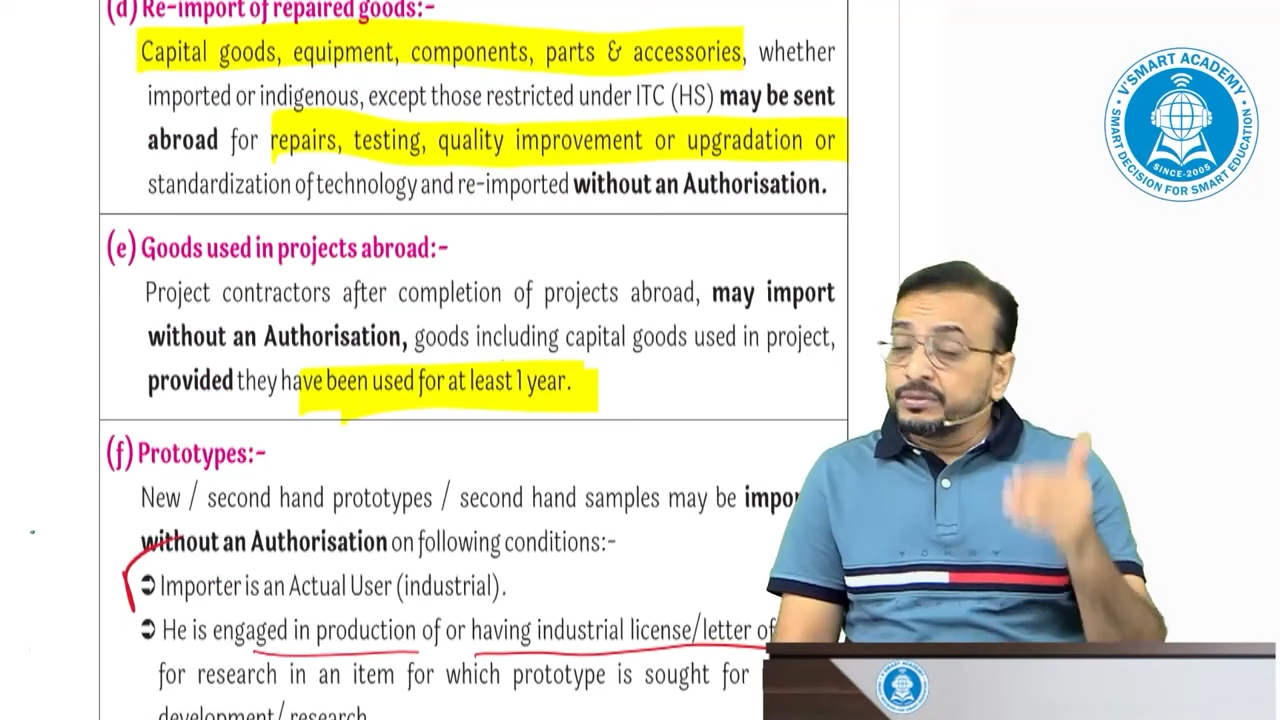 (d) Re-import of repaired goods:-
Capital goods, equipment, components, parts & accessories, whether
imported or indigenous, except those restricted under ITC (HS) may be sent
abroad for repairs, testing, quality improvement or upgradation or
standardization of technology and re-imported without an Authorisation.
(e) Goods used in projects abroad:-
Project contractors after completion of projects abroad, may import
without an Authorisation, goods including capital goods used in project,
provided they have been used for at least 1 year.
(f) Prototypes:-
New / second hand prototypes / second hand samples may be
without an Authorisation on following conditions:-
➲ Importer is an Actual User (industrial).
➲ He is engaged in production of or having industrial license/letter of
for research in an item for which prototype is sought for
development/ research
V'SMART ACADEMY
SINCE-2005
SMART DECISION FOR SMART EDUCATION
TOMMY
V'SMART ACADEMY